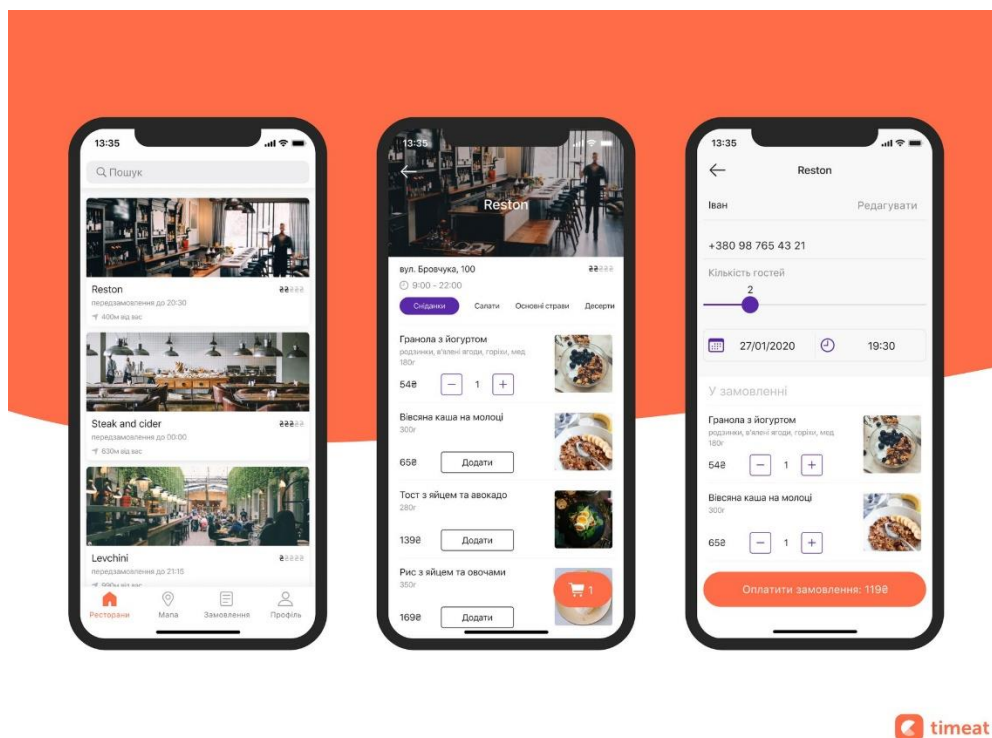 13:35
Пошук
Reston
₴₴₴₴₴
передзамовлення до 20:30
400м від вас
Steak and cider
₴₴₴₴₴
передзамовлення до 00:00
630м від вас
Levchini
₴₴₴₴₴
передзамовлення до 21:15
990м від вас
Ресторани
Мапа
Замовлення
Профіль
13:35
Reston
вул. Бровчука, 100
₴₴₴₴₴
9:00 - 22:00
Сніданки
Салати
Основні страви
Десерти
Гранола з йогуртом
родзинки, в'ялені ягоди, горіхи, мед
180г
54₴
1
Вівсяна каша на молоці
300г
65₴
Додати
Тост з яйцем та авокадо
280г
139₴
Додати
Рис з яйцем та овочами
350г
169₴
Додати
1
13:35
Reston
Іван
Редагувати
+380 98 765 43 21
Кількість гостей
2
27/01/2020
19:30
У замовленні
Гранола з йогуртом
родзинки, в'ялені ягоди, горіхи, мед
180г
54₴
1
Вівсяна каша на молоці
300г
65₴
1
Оплатити замовлення: 119₴
timeat